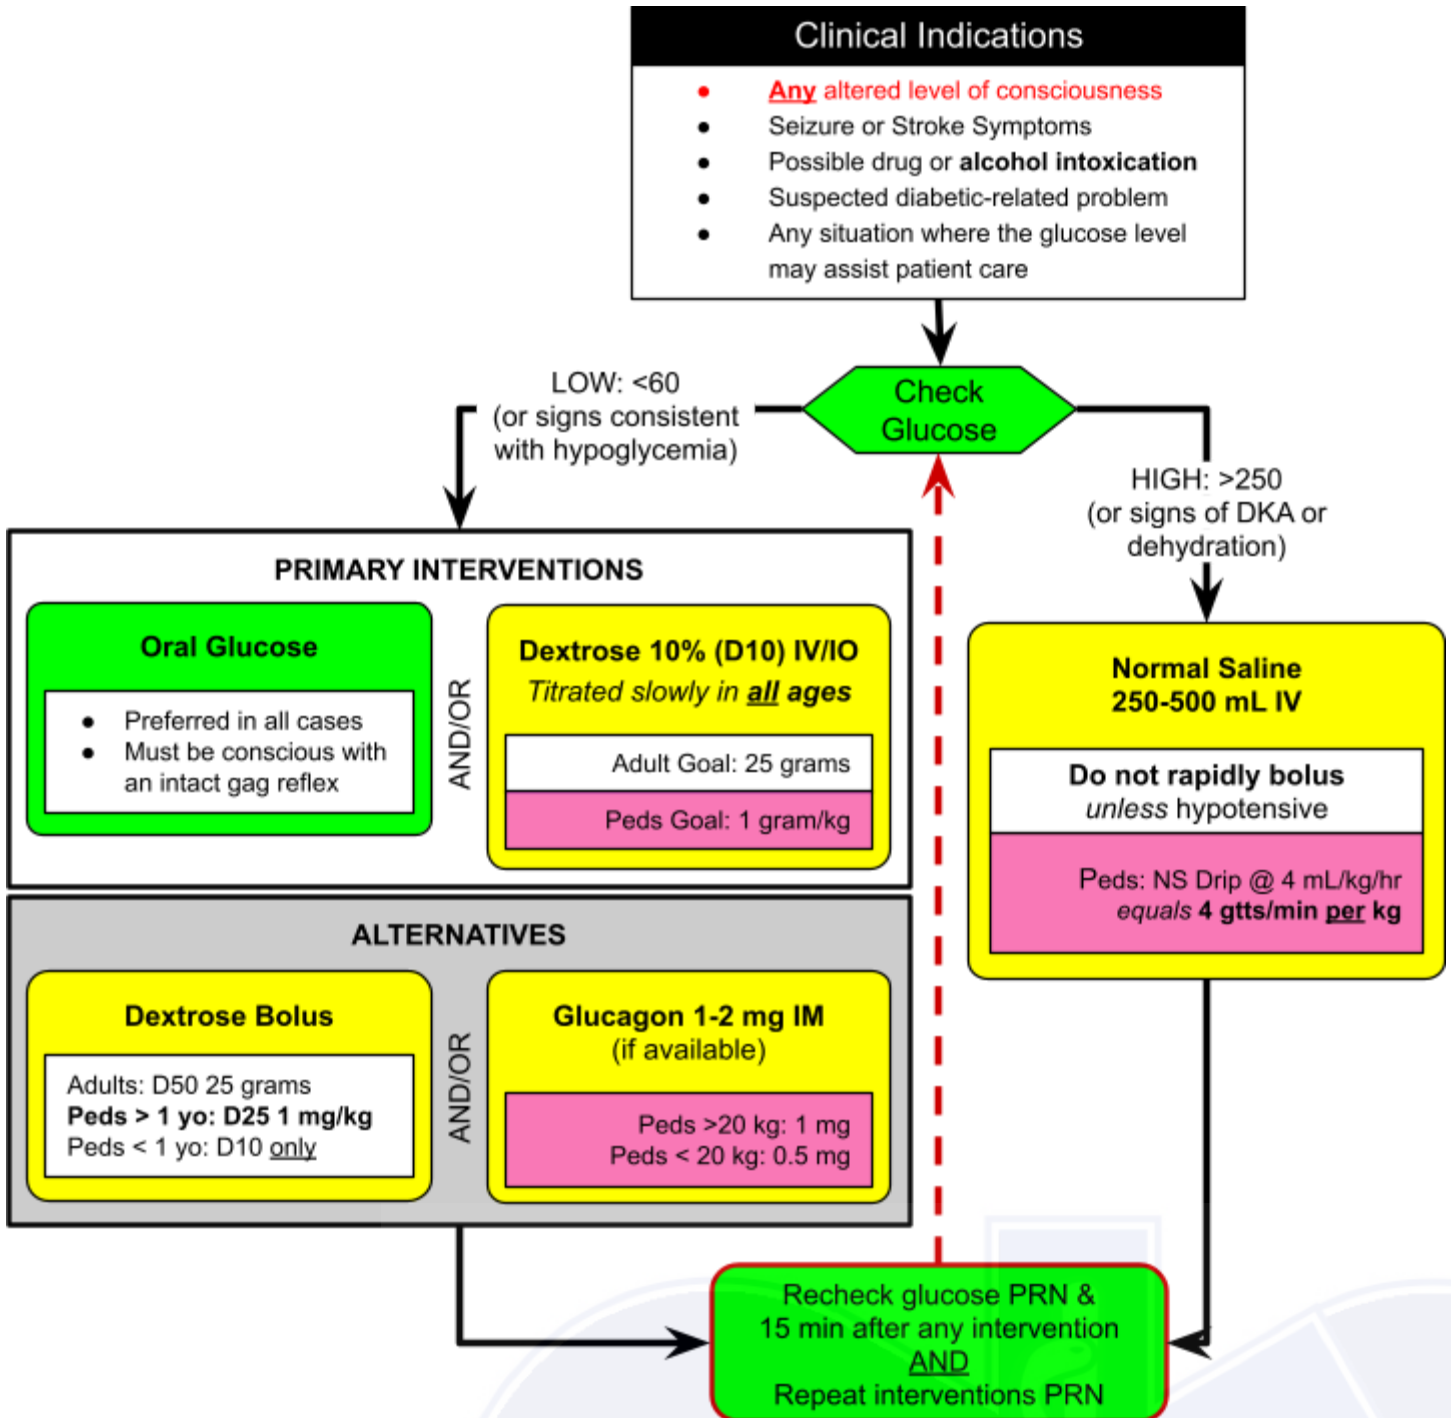 Clinical Indications
● Any altered level of consciousness
● Seizure or Stroke Symptoms
● Possible drug or alcohol intoxication
● Suspected diabetic-related problem
● Any situation where the glucose level
may assist patient care
Check
Glucose
LOW: <60
(or signs consistent
with hypoglycemia)
HIGH: >250
(or signs of DKA or
dehydration)
PRIMARY INTERVENTIONS
Oral Glucose
● Preferred in all cases
● Must be conscious with
an intact gag reflex
AND/OR
Dextrose 10% (D10) IV/IO
Titrated slowly in all ages
Adult Goal: 25 grams
Peds Goal: 1 gram/kg
Normal Saline
250-500 mL IV
Do not rapidly bolus
unless hypotensive
Peds: NS Drip @ 4 mL/kg/hr
equals 4 gtts/min per kg
ALTERNATIVES
Dextrose Bolus
Adults: D50 25 grams
Peds > 1 yo: D25 1 mg/kg
Peds < 1 yo: D10 only
AND/OR
Glucagon 1-2 mg IM
(if available)
Peds >20 kg: 1 mg
Peds < 20 kg: 0.5 mg
Recheck glucose PRN &
15 min after any intervention
AND
Repeat interventions PRN